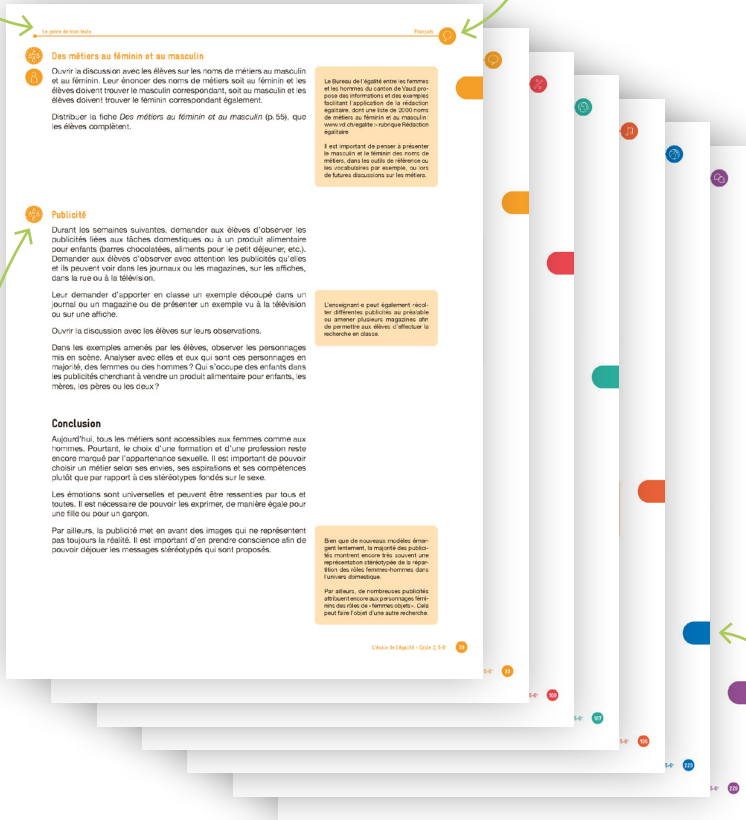 Le genre de mon texte
Français
Des métiers au féminin et au masculin
Ouvrir la discussion avec les élèves sur les noms de métiers au masculin
et au féminin. Leur énoncer des noms de métiers soit au féminin et les
élèves doivent trouver le masculin correspondant, soit au masculin et les
élèves doivent trouver le féminin correspondant également.
Distribuer la fiche Des métiers au féminin et au masculin (p. 55), que
les élèves complètent.
Le Bureau de l'égalité entre les femmes
et les hommes du canton de Vaud pro-
pose des informations et des exemples
facilitant l'application de la rédaction
égalitaire, dont une liste de 2000 noms
de métiers au féminin et au masculin:
www.vd.ch/egalite > rubrique Rédaction
égalitaire
Il est important de penser à présenter
le masculin et le féminin des noms de
métiers, dans les outils de référence ou
les vocabulaires par exemple, ou lors
de futures discussions sur les métiers.
Publicité
Durant les semaines suivantes, demander aux élèves d'observer les
publicités liées aux tâches domestiques ou à un produit alimentaire
pour enfants (barres chocolatées, aliments pour le petit déjeuner, etc.).
Demander aux élèves d'observer avec attention les publicités qu'elles
et ils peuvent voir dans les journaux ou les magazines, sur les affiches,
dans la rue ou à la télévision.
Leur demander d'apporter en classe un exemple découpé dans un
journal ou un magazine ou de présenter un exemple vu à la télévision
ou sur une affiche.
Ouvrir la discussion avec les élèves sur leurs observations.
Dans les exemples amenés par les élèves, observer les personnages
mis en scène. Analyser avec elles et eux qui sont ces personnages en
majorité, des femmes ou des hommes? Qui s'occupe des enfants dans
les publicités cherchant à vendre un produit alimentaire pour enfants, les
mères, les pères ou les deux?
L'enseignant·e peut également récol-
ter différentes publicités au préalable
ou amener plusieurs magazines afin
de permettre aux élèves d'effectuer la
recherche en classe.
Conclusion
Aujourd'hui, tous les métiers sont accessibles aux femmes comme aux
hommes. Pourtant, le choix d'une formation et d'une profession reste
encore marqué par l'appartenance sexuelle. Il est important de pouvoir
choisir un métier selon ses envies, ses aspirations et ses compétences
plutôt que par rapport à des stéréotypes fondés sur le sexe.
Les émotions sont universelles et peuvent être ressenties par tous et
toutes. Il est nécessaire de pouvoir les exprimer, de manière égale pour
une fille ou pour un garçon.
Par ailleurs, la publicité met en avant des images qui ne représentent
pas toujours la réalité. Il est important d'en prendre conscience afin de
pouvoir déjouer les messages stéréotypés qui sont proposés.
Bien que de nouveaux modèles émer-
gent lentement, la majorité des publici-
tés montrent encore très souvent une
représentation stéréotypée de la répar-
tition des rôles femmes-hommes dans
l'univers domestique.
Par ailleurs, de nombreuses publicités
attribuent encore aux personnages fémi-
nins des rôles de «femmes objets». Cela
peut faire l'objet d'une autre recherche.
L'école de l'égalité - Cycle 2, 5-6e
223